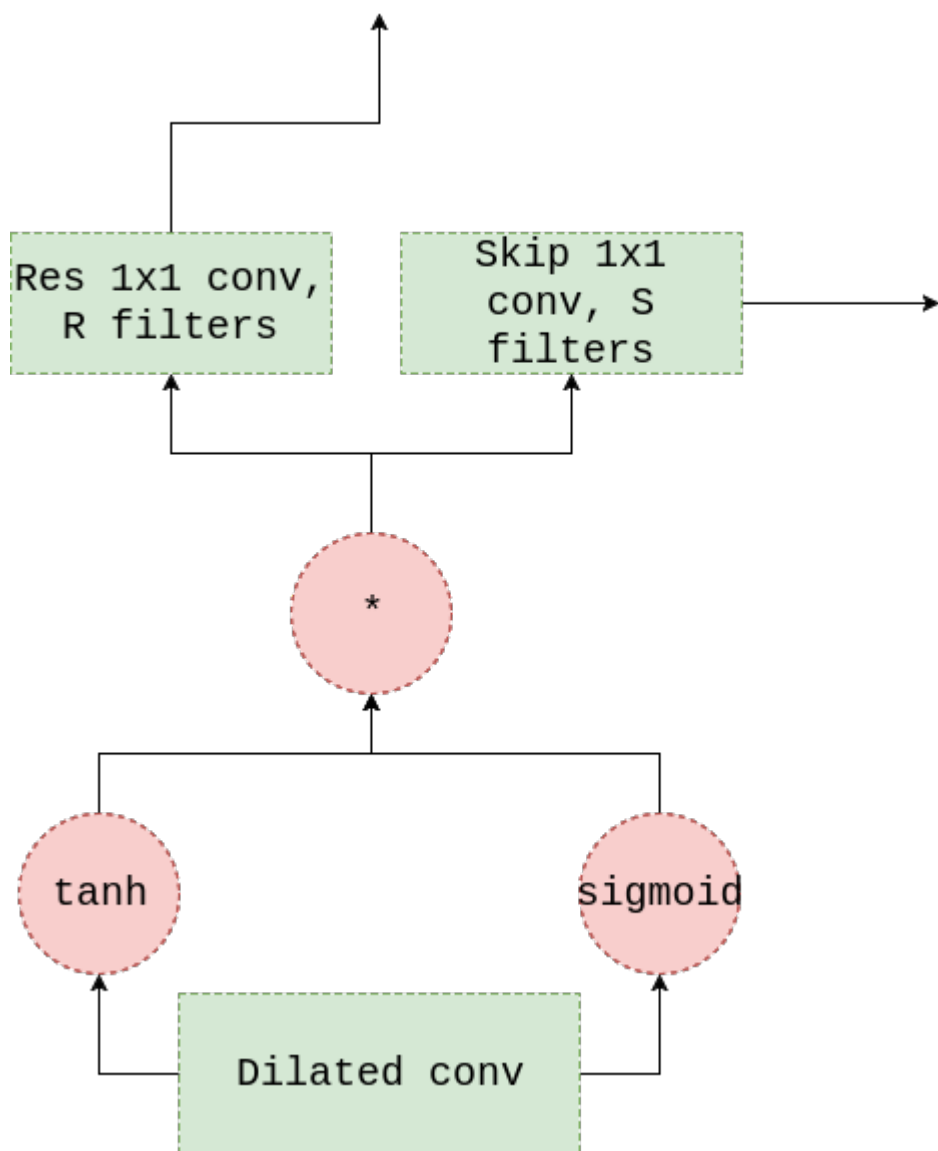 Res 1x1 conv,
R filters
Skip 1x1
conv, S
filters
*
tanh
sigmoid
Dilated conv